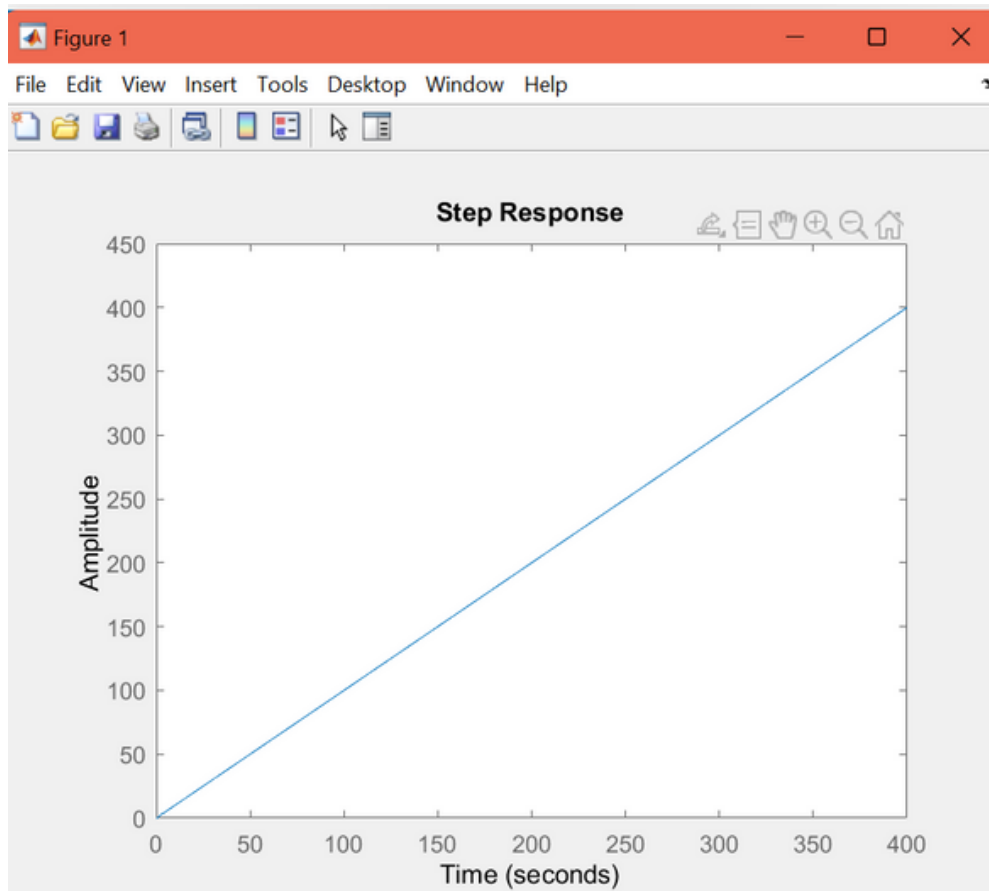 Figure 1
File Edit View Insert Tools Desktop Window Help
Step Response
450
400
350
300
250
200
150
100
50
0
Amplitude
0 50 100 150 200 250 300 350 400
Time (seconds)